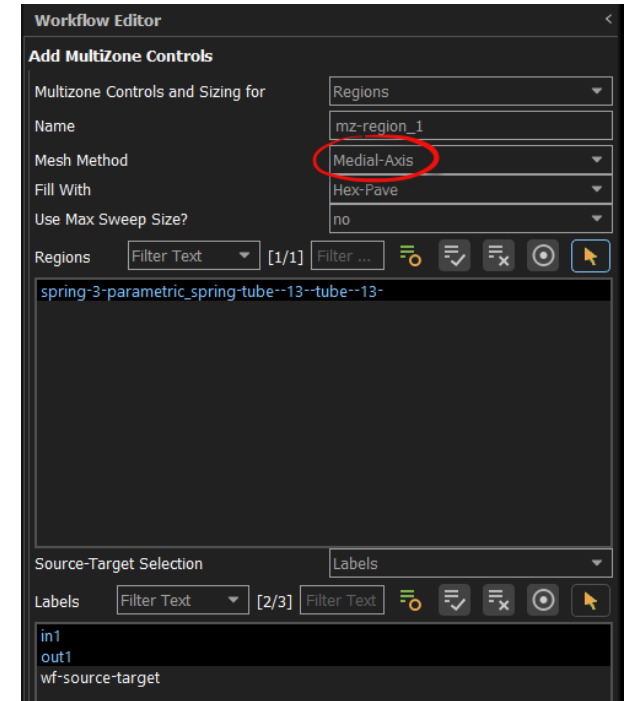 Workflow Editor <
Add MultiZone Controls
Multizone Controls and Sizing for Regions
Name mz-region_1
Mesh Method Medial-Axis
Fill With Hex-Pave
Use Max Sweep Size? no
Regions Filter Text [1/1] Filter ...
spring-3-parametric_spring-tube--13--tube--13-
Source-Target Selection Labels
Labels Filter Text [2/3] Filter Text
in1
out1
wf-source-target